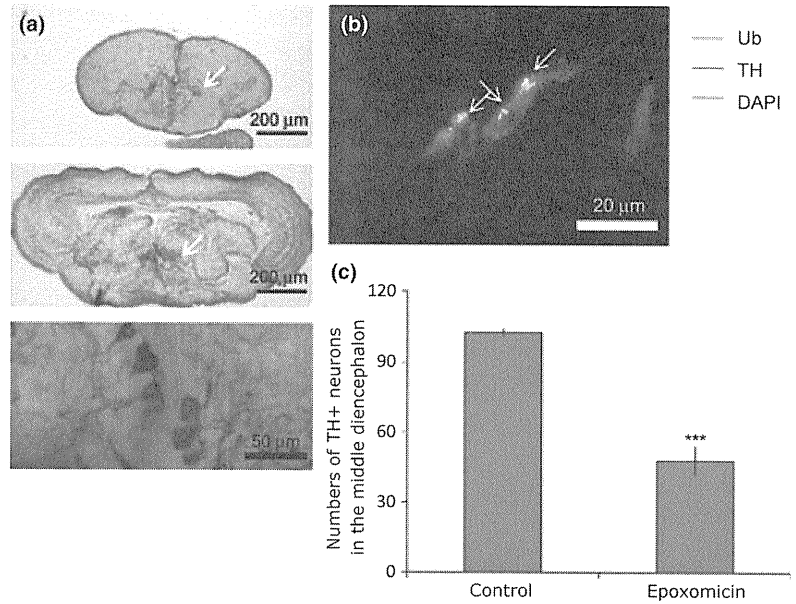 (a)
200 µm
200 µm
50 µm
(b)
20 µm
Ub
TH
DAPI
(c)
120
90
60
30
0
Numbers of TH+ neurons
in the middle diencephalon
***
Control
Epoxomicin